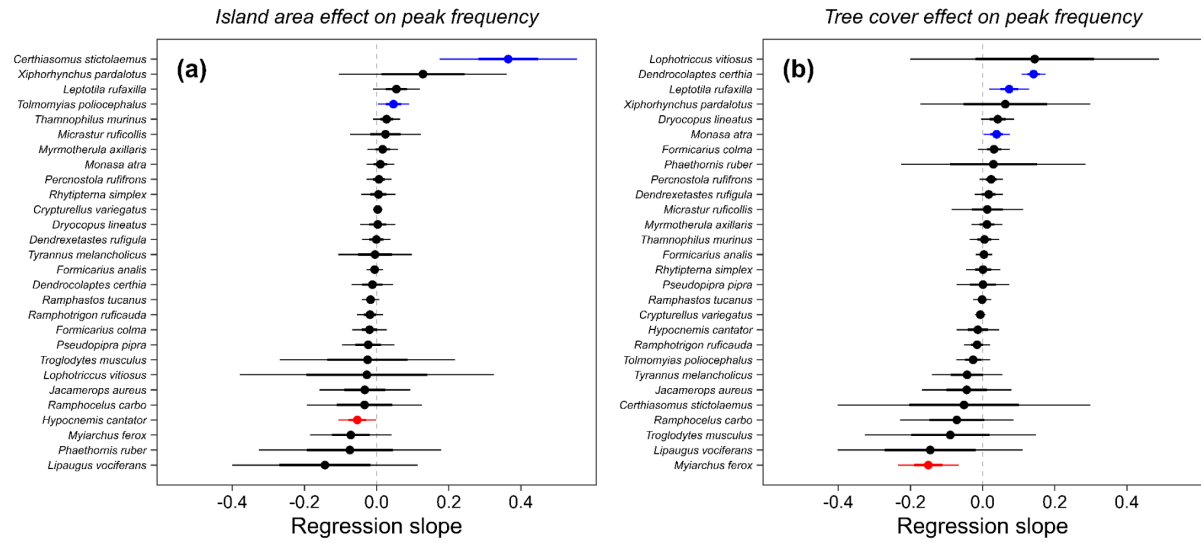 Island area effect on peak frequency
(a)
Certhiasomus stictolaemus
Xiphorhynchus pardalotus
Leptotila rufaxilla
Tolmomyias poliocephalus
Thamnophilus murinus
Micrastur ruficollis
Myrmotherula axillaris
Monasa atra
Percnostola rufifrons
Rhytipterna simplex
Crypturellus variegatus
Dryocopus lineatus
Dendrexetastes rufigula
Tyrannus melancholicus
Formicarius analis
Dendrocolaptes certhia
Ramphastos tucanus
Ramphotrigon ruficauda
Formicarius colma
Pseudopipra pipra
Troglodytes musculus
Lophotriccus vitiosus
Jacamerops aureus
Ramphocelus carbo
Hypocnemis cantator
Myiarchus ferox
Phaethornis ruber
Lipaugus vociferans
-0.4 -0.2 0.0 0.2 0.4
Regression slope
Tree cover effect on peak frequency
(b)
Lophotriccus vitiosus
Dendrocolaptes certhia
Leptotila rufaxilla
Xiphorhynchus pardalotus
Dryocopus lineatus
Monasa atra
Formicarius colma
Phaethornis ruber
Percnostola rufifrons
Dendrexetastes rufigula
Micrastur ruficollis
Myrmotherula axillaris
Thamnophilus murinus
Formicarius analis
Rhytipterna simplex
Pseudopipra pipra
Ramphastos tucanus
Crypturellus variegatus
Hypocnemis cantator
Ramphotrigon ruficauda
Tolmomyias poliocephalus
Tyrannus melancholicus
Jacamerops aureus
Certhiasomus stictolaemus
Ramphocelus carbo
Troglodytes musculus
Lipaugus vociferans
Myiarchus ferox
-0.4 -0.2 0.0 0.2 0.4
Regression slope